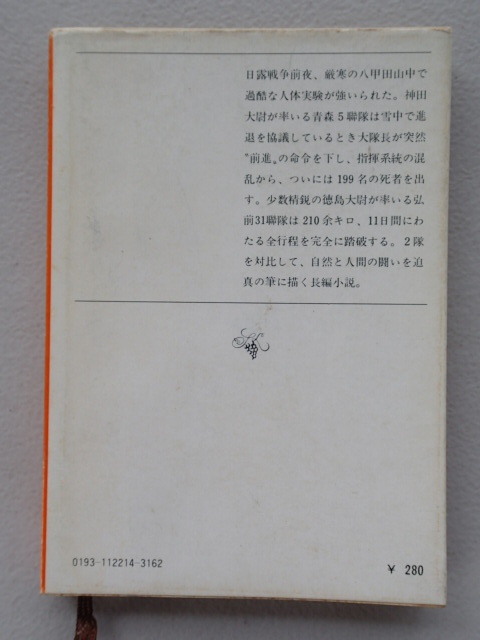 日露戦争前夜、厳寒の八甲田山中で
過酷な人体実験が強いられた。神田
大尉が率いる青森5聯隊は雪中で進
退を協議しているとき大隊長が突然
〝前進〟の命令を下し、指揮系統の混
乱から、ついには199名の死者を出
す。少数精鋭の徳島大尉が率いる弘
前31聯隊は210余キロ、11日間にわ
たる全行程を完全に踏破する。2隊
を対比して、自然と人間の闘いを迫
真の筆に描く長編小説。
0193-112214-3162
¥ 280